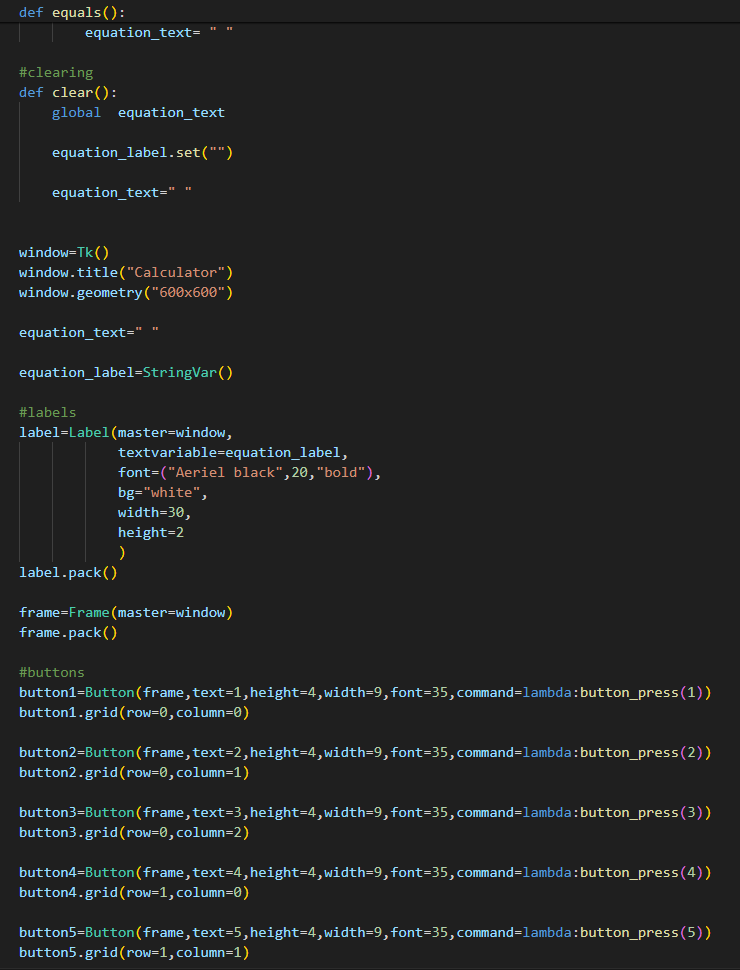 def equals():
        equation_text= " "
#clearing
def clear():
    global  equation_text
    equation_label.set("")
    equation_text=" "
window=Tk()
window.title("Calculator")
window.geometry("600x600")
equation_text=" "
equation_label=StringVar()
#labels
label=Label(master=window,
            textvariable=equation_label,
            font=("Aeriel black",20,"bold"),
            bg="white",
            width=30,
            height=2
            )
label.pack()
frame=Frame(master=window)
frame.pack()
#buttons
button1=Button(frame,text=1,height=4,width=9,font=35,command=lambda:button_press(1))
button1.grid(row=0,column=0)
button2=Button(frame,text=2,height=4,width=9,font=35,command=lambda:button_press(2))
button2.grid(row=0,column=1)
button3=Button(frame,text=3,height=4,width=9,font=35,command=lambda:button_press(3))
button3.grid(row=0,column=2)
button4=Button(frame,text=4,height=4,width=9,font=35,command=lambda:button_press(4))
button4.grid(row=1,column=0)
button5=Button(frame,text=5,height=4,width=9,font=35,command=lambda:button_press(5))
button5.grid(row=1,column=1)